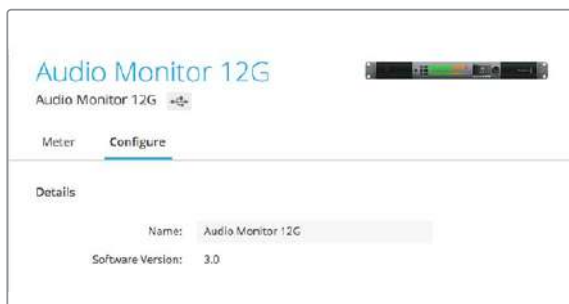 Audio Monitor 12G
Audio Monitor 12G
Meter Configure
Details
Name: Audio Monitor 12G
Software Version: 3.0